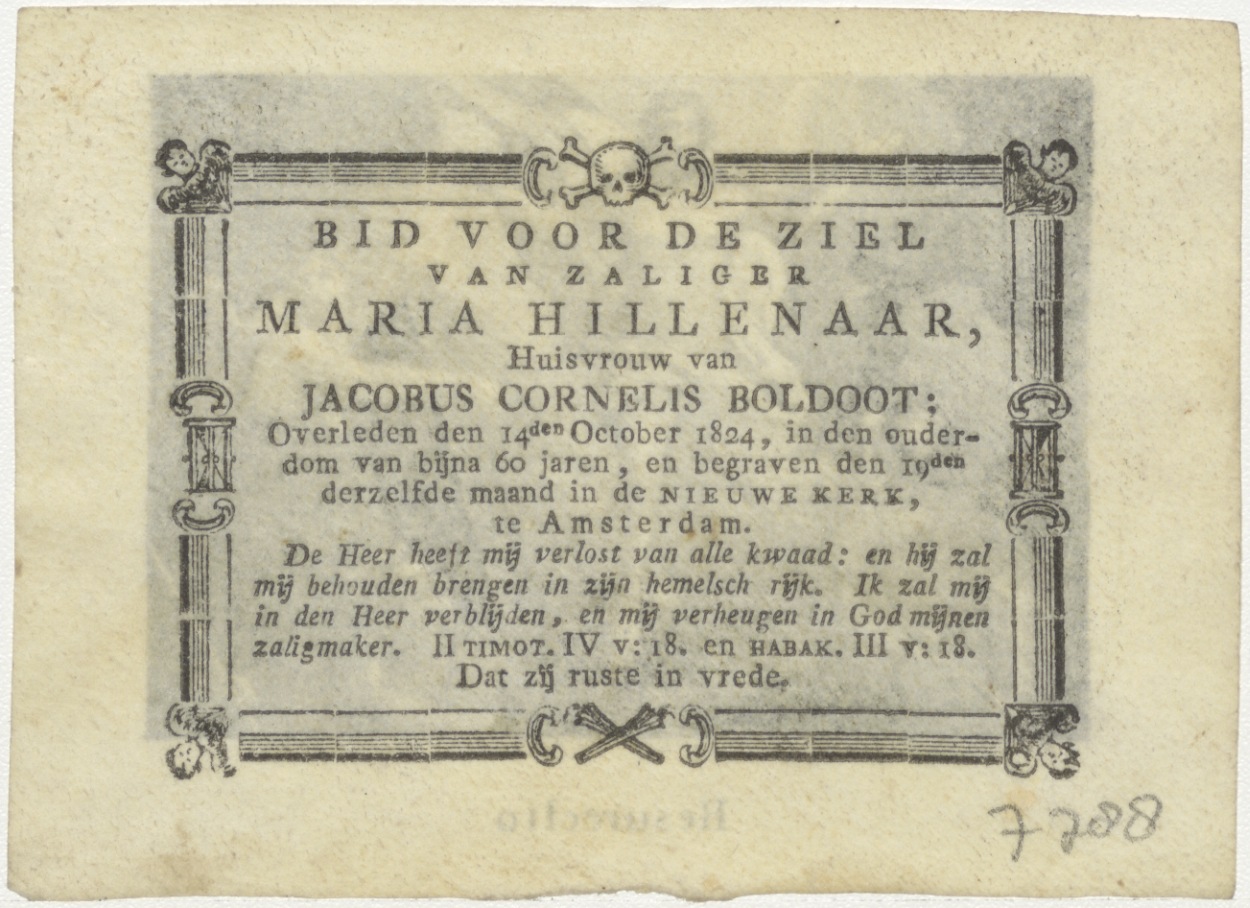 BID VOOR DE ZIEL
VAN ZALIGER
MARIA HILLENAAR,
Huisvrouw van
JACOBUS CORNELIS BOLDOOT;
Overleden den 14den October 1824, in den ouder-
dom van bijna 60 jaren, en begraven den 19den
derzelfde maand in de NIEUWE KERK,
te Amsterdam.
De Heer heeft mij verlost van alle kwaad: en hij zal
mij behouden brengen in zijn hemelsch rijk. Ik zal mij
in den Heer verblijden, en mij verheugen in God mijnen
zaligmaker. II TIMOT. IV v: 18. en HABAK. III v: 18.
Dat zij ruste in vrede.
7788